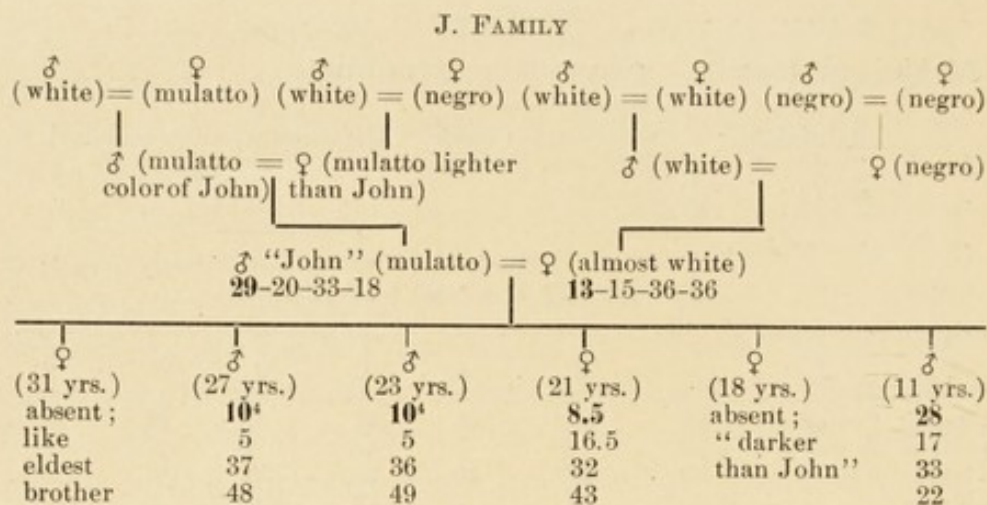 J. FAMILY
♂ ♀ ♂ ♀ ♂ ♀ ♂ ♀
(white) = (mulatto) (white) = (negro) (white) = (white) (negro) = (negro)
♂ (mulatto = ♀ (mulatto lighter ♂ (white) = ♀ (negro)
color of John) than John)
♂ “John” (mulatto) = ♀ (almost white)
29–20–33–18 13–15–36–36
♀ ♂ ♂ ♀ ♀ ♂
(31 yrs.) (27 yrs.) (23 yrs.) (21 yrs.) (18 yrs.) (11 yrs.)
absent; 10⁴ 10⁴ 8.5 absent; 28
like 5 5 16.5 “darker 17
eldest 37 36 32 than John” 33
brother 48 49 43 22